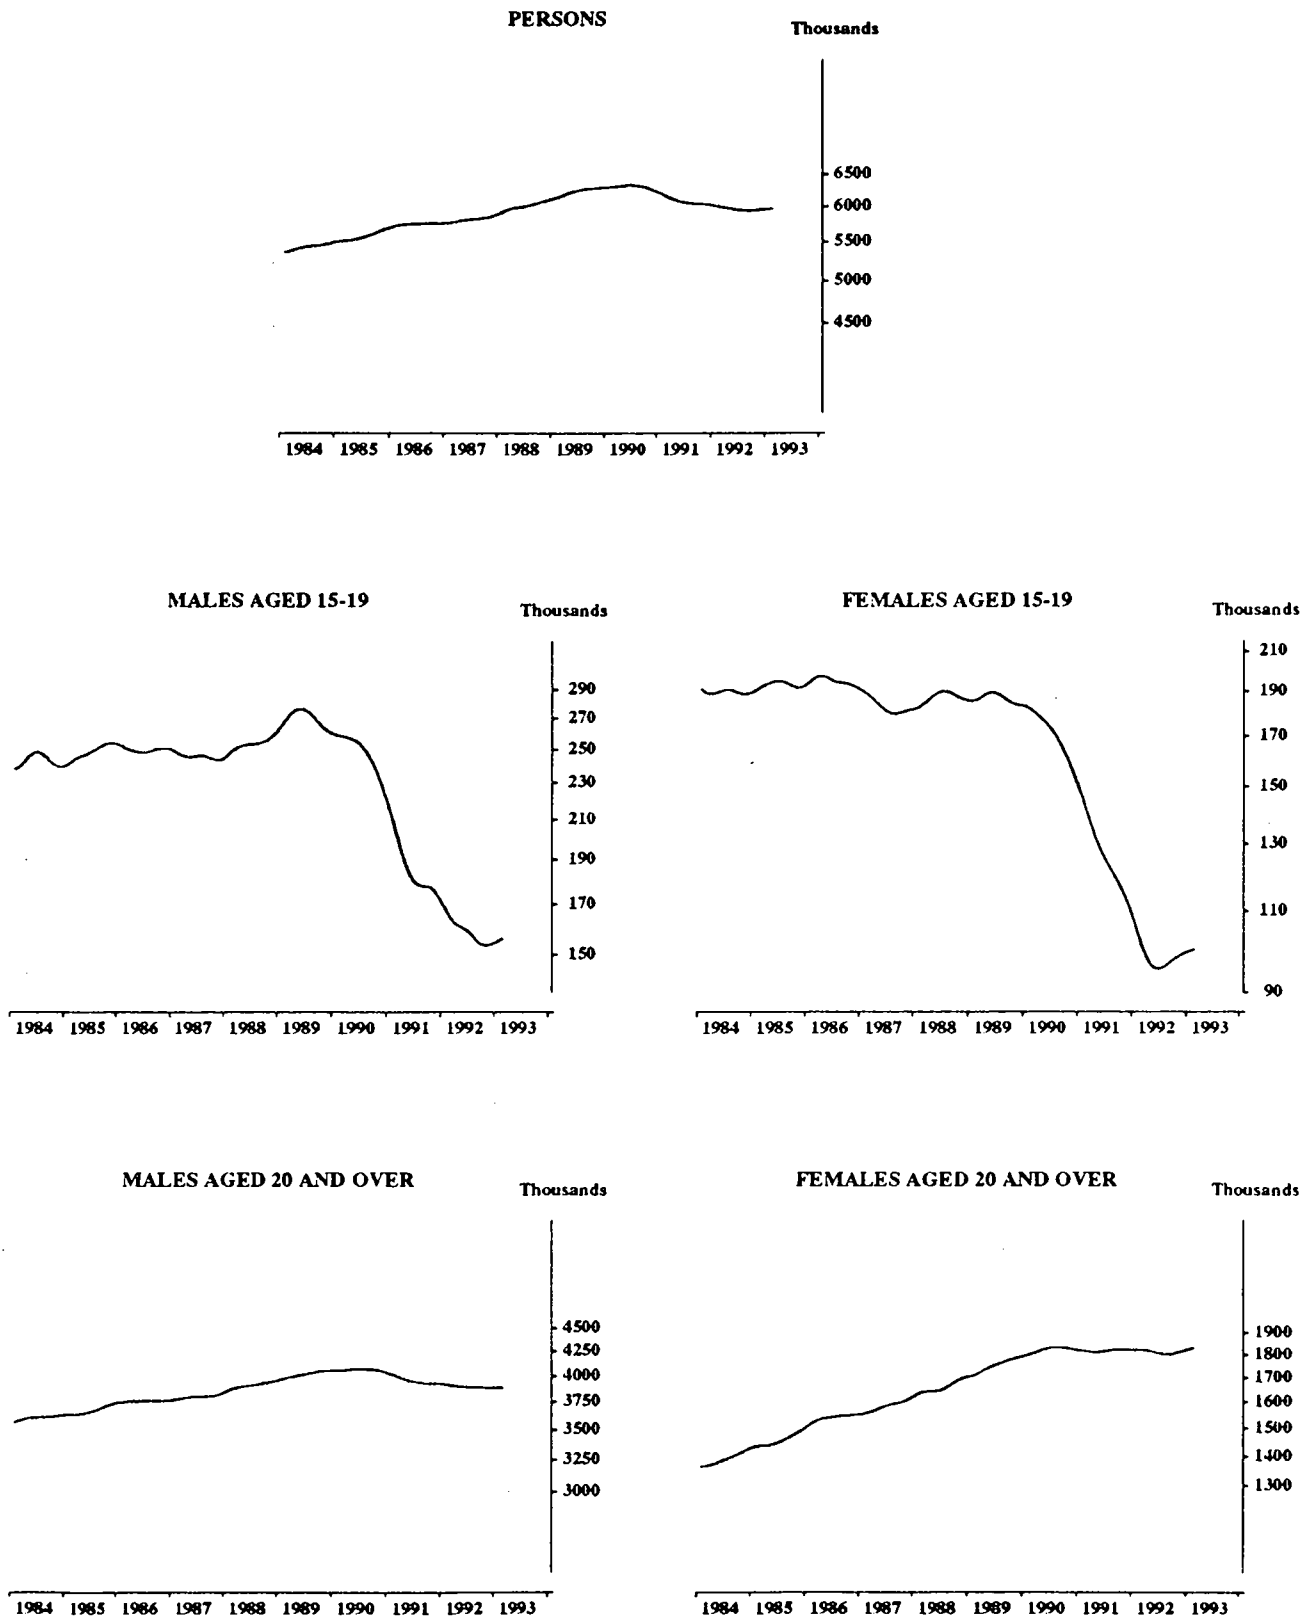 PERSONS
Thousands
6500
6000
5500
5000
4500
1984 1985 1986 1987 1988 1989 1990 1991 1992 1993
MALES AGED 15-19
Thousands
290
270
250
230
210
190
170
150
1984 1985 1986 1987 1988 1989 1990 1991 1992 1993
FEMALES AGED 15-19
Thousands
210
190
170
150
130
110
90
1984 1985 1986 1987 1988 1989 1990 1991 1992 1993
MALES AGED 20 AND OVER
Thousands
4500
4250
4000
3750
3500
3250
3000
1984 1985 1986 1987 1988 1989 1990 1991 1992 1993
FEMALES AGED 20 AND OVER
Thousands
1900
1800
1700
1600
1500
1400
1300
1984 1985 1986 1987 1988 1989 1990 1991 1992 1993